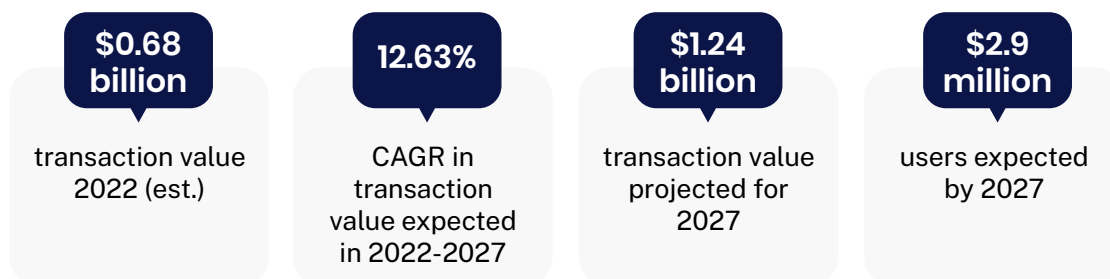 $0.68
billion
transaction value
2022 (est.)
12.63%
CAGR in
transaction
value expected
in 2022-2027
$1.24
billion
transaction value
projected for
2027
$2.9
million
users expected
by 2027